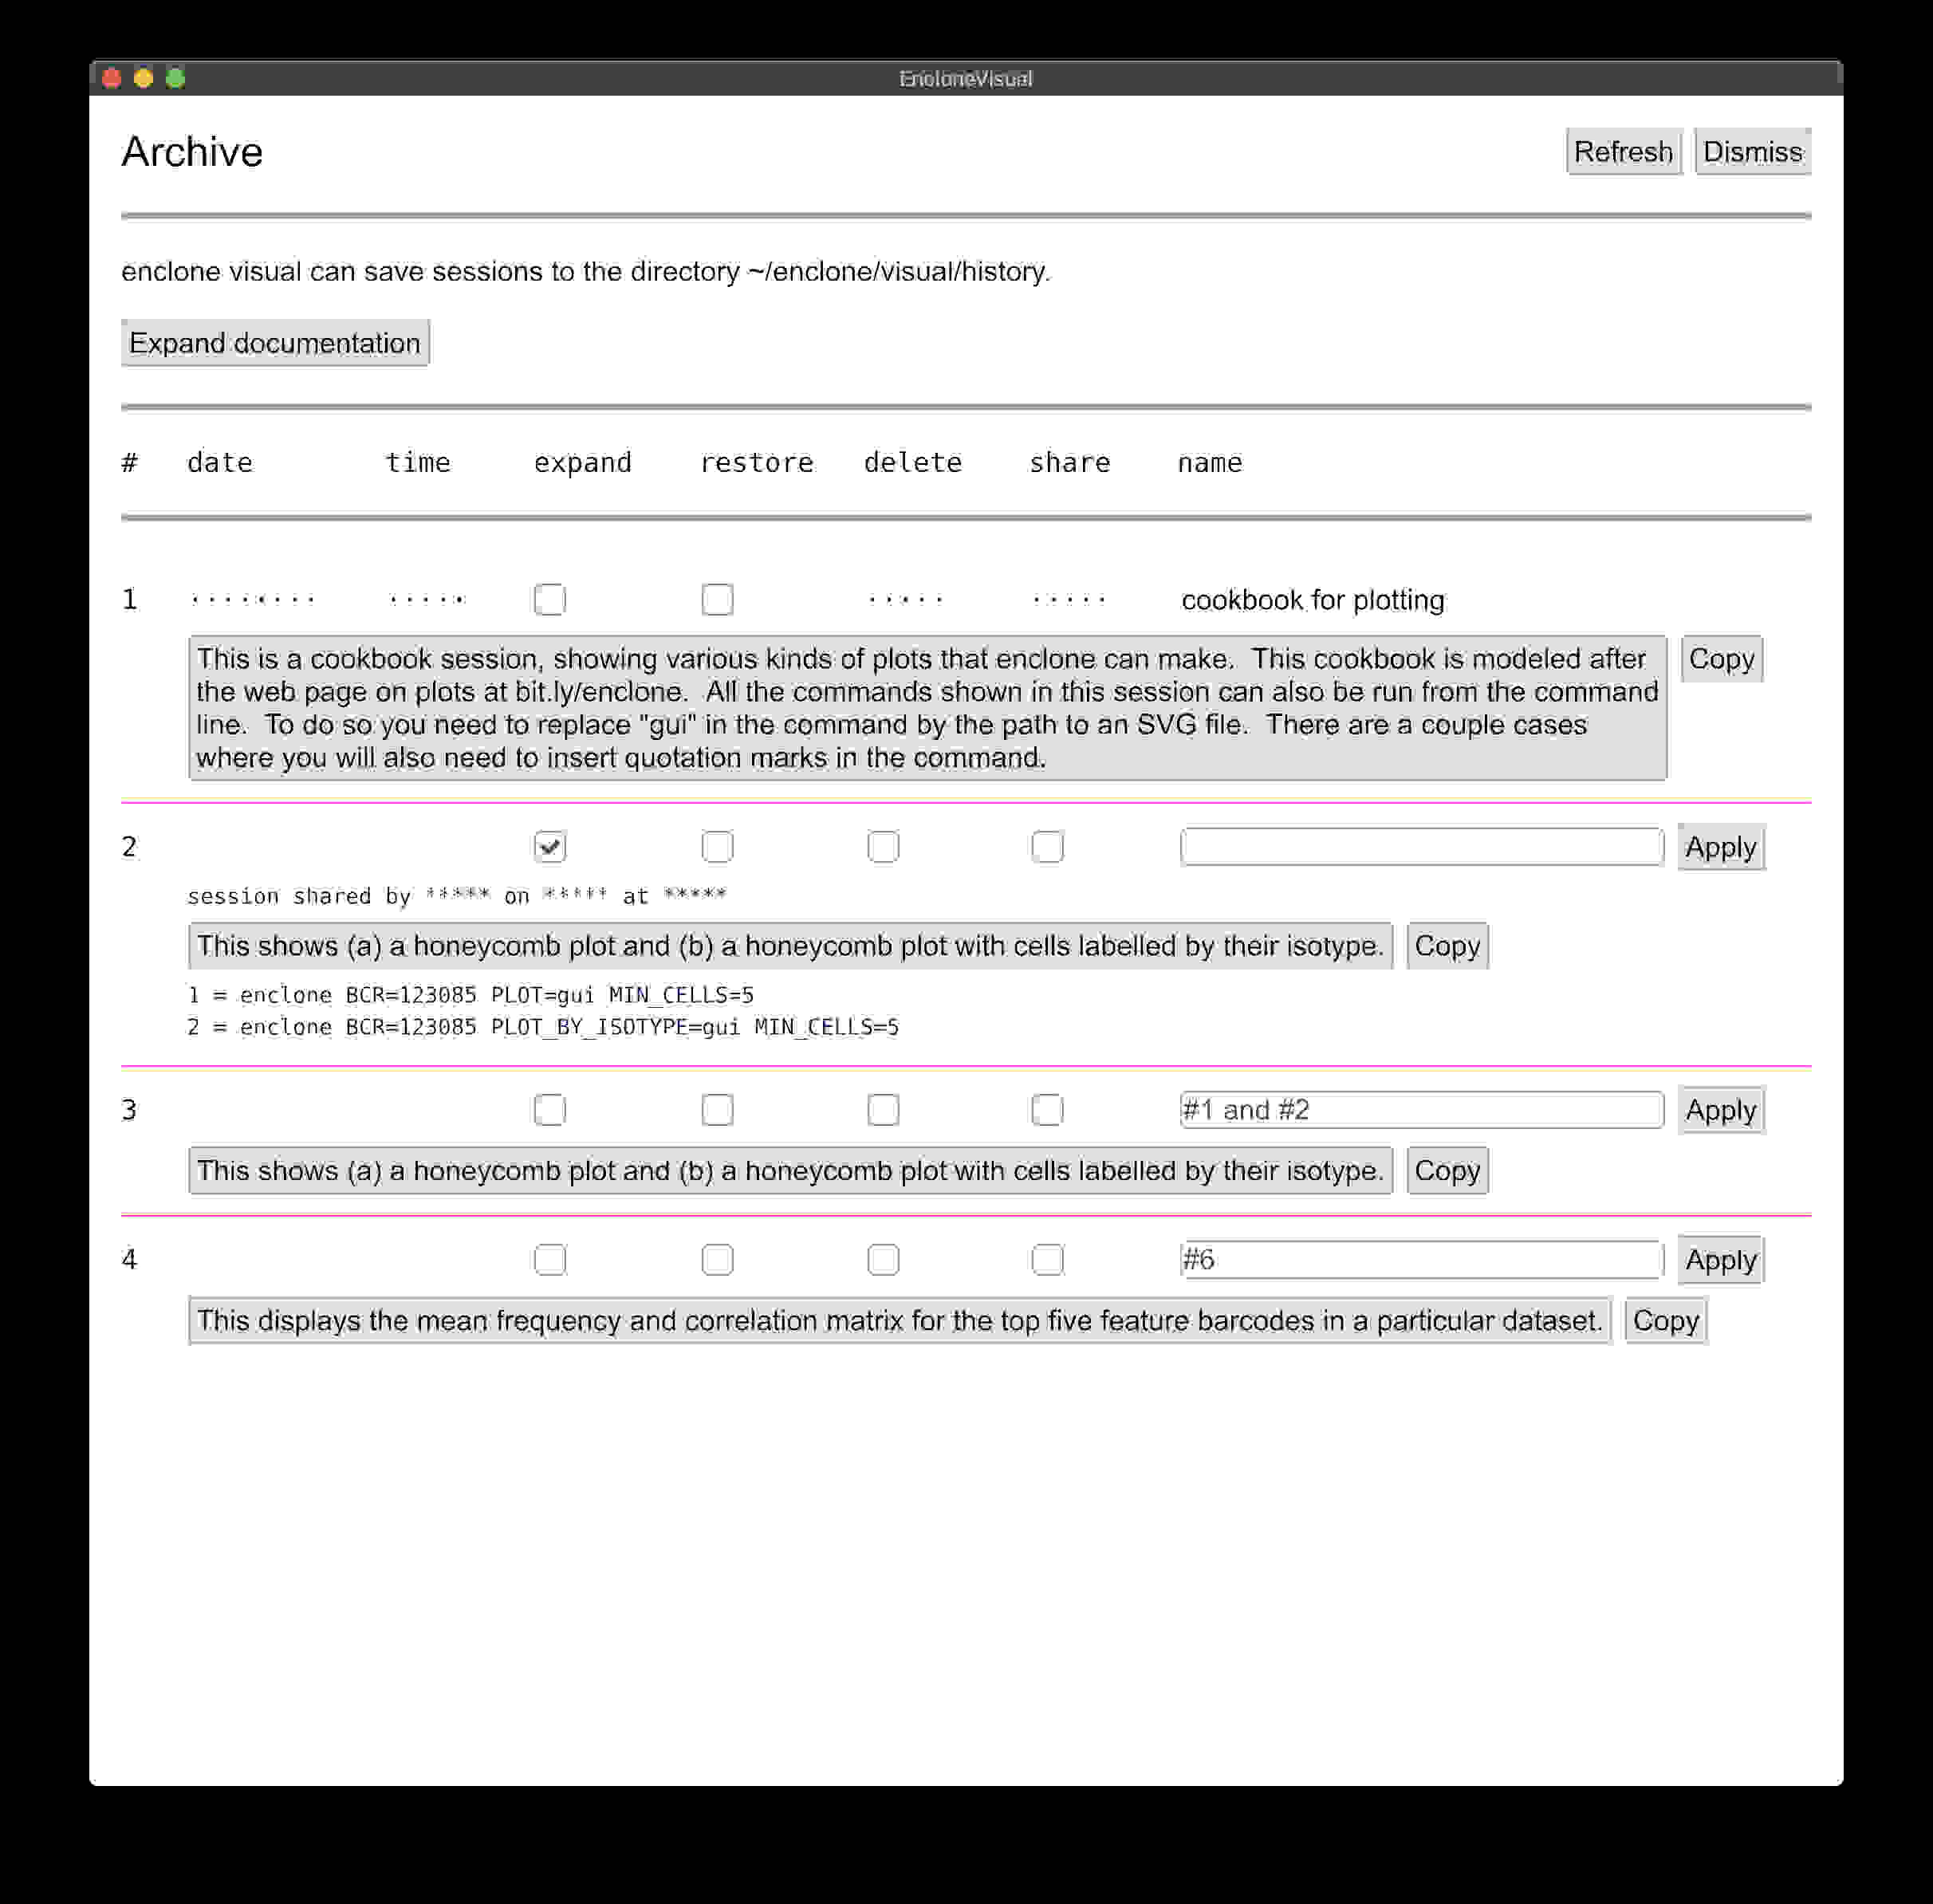 EncloneVisual
Archive Refresh Dismiss
enclone visual can save sessions to the directory ~/enclone/visual/history.
Expand documentation
# date time expand restore delete share name
1 ········ ····· ····· ····· cookbook for plotting
This is a cookbook session, showing various kinds of plots that enclone can make. This cookbook is modeled after Copy
the web page on plots at bit.ly/enclone. All the commands shown in this session can also be run from the command
line. To do so you need to replace "gui" in the command by the path to an SVG file. There are a couple cases
where you will also need to insert quotation marks in the command.
2 Apply
session shared by ***** on ***** at *****
This shows (a) a honeycomb plot and (b) a honeycomb plot with cells labelled by their isotype. Copy
1 = enclone BCR=123085 PLOT=gui MIN_CELLS=5
2 = enclone BCR=123085 PLOT_BY_ISOTYPE=gui MIN_CELLS=5
3 #1 and #2 Apply
This shows (a) a honeycomb plot and (b) a honeycomb plot with cells labelled by their isotype. Copy
4 #6 Apply
This displays the mean frequency and correlation matrix for the top five feature barcodes in a particular dataset. Copy